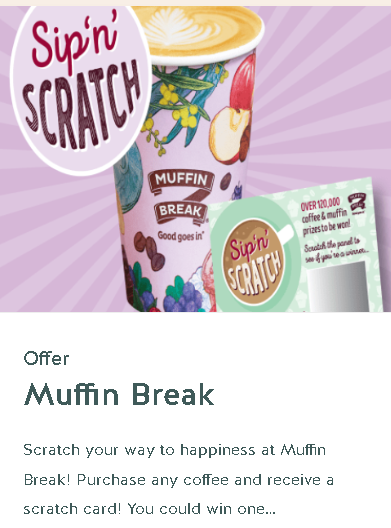 Sip'n'
SCRATCH
MUFFIN
BREAK
Good goes in
OVER 120,000
coffee & muffin
prizes to be won!
Scratch the panel to
see if you're a winner...
Sip'n'
SCRATCH
Offer
Muffin Break
Scratch your way to happiness at Muffin
Break! Purchase any coffee and receive a
scratch card! You could win one...